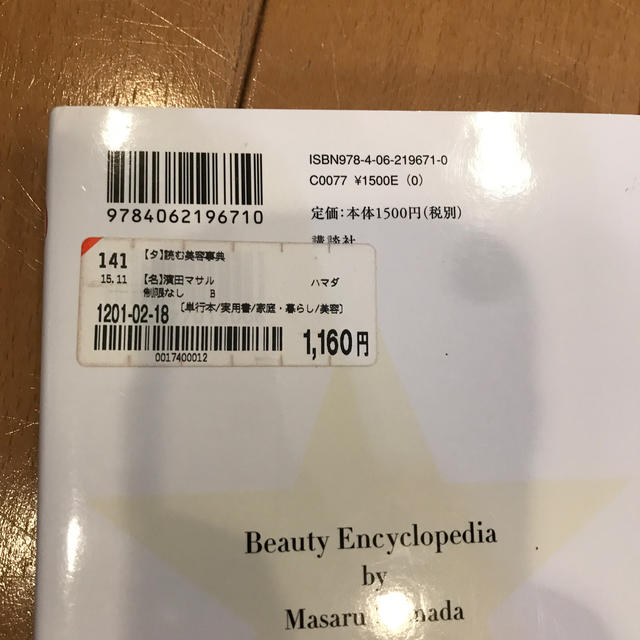 ISBN978-4-06-219671-0
C0077 ¥1500E (0)
9784062196710
定価:本体1500円(税別)
講談社
141 【タ】読む美容事典
15.11 【名】濱田マサル ハマダ
制限なし B
1201-02-18 〔単行本/実用書/家庭・暮らし/美容〕
1,160円
0017400012
Beauty Encyclopedia
by
Masaru